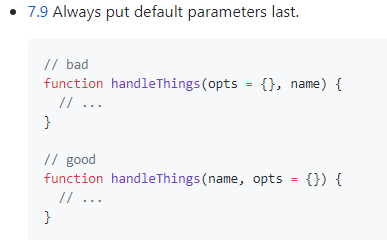 • 7.9 Always put default parameters last.
// bad
function handleThings(opts = {}, name) {
  // ...
}
// good
function handleThings(name, opts = {}) {
  // ...
}